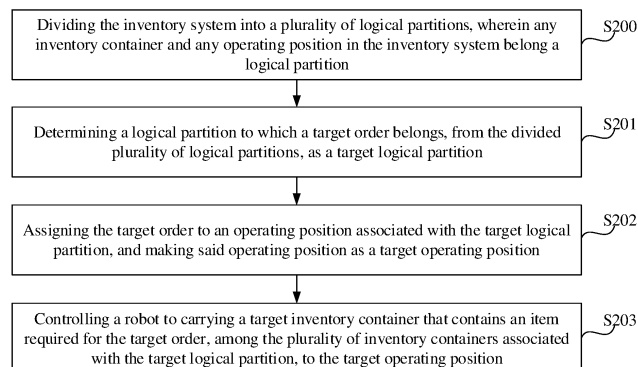 Dividing the inventory system into a plurality of logical partitions, wherein any
inventory container and any operating position in the inventory system belong a
logical partition
S200
Determining a logical partition to which a target order belongs, from the divided
plurality of logical partitions, as a target logical partition
S201
Assigning the target order to an operating position associated with the target logical
partition, and making said operating position as a target operating position
S202
Controlling a robot to carrying a target inventory container that contains an item
required for the target order, among the plurality of inventory containers associated
with the target logical partition, to the target operating position
S203